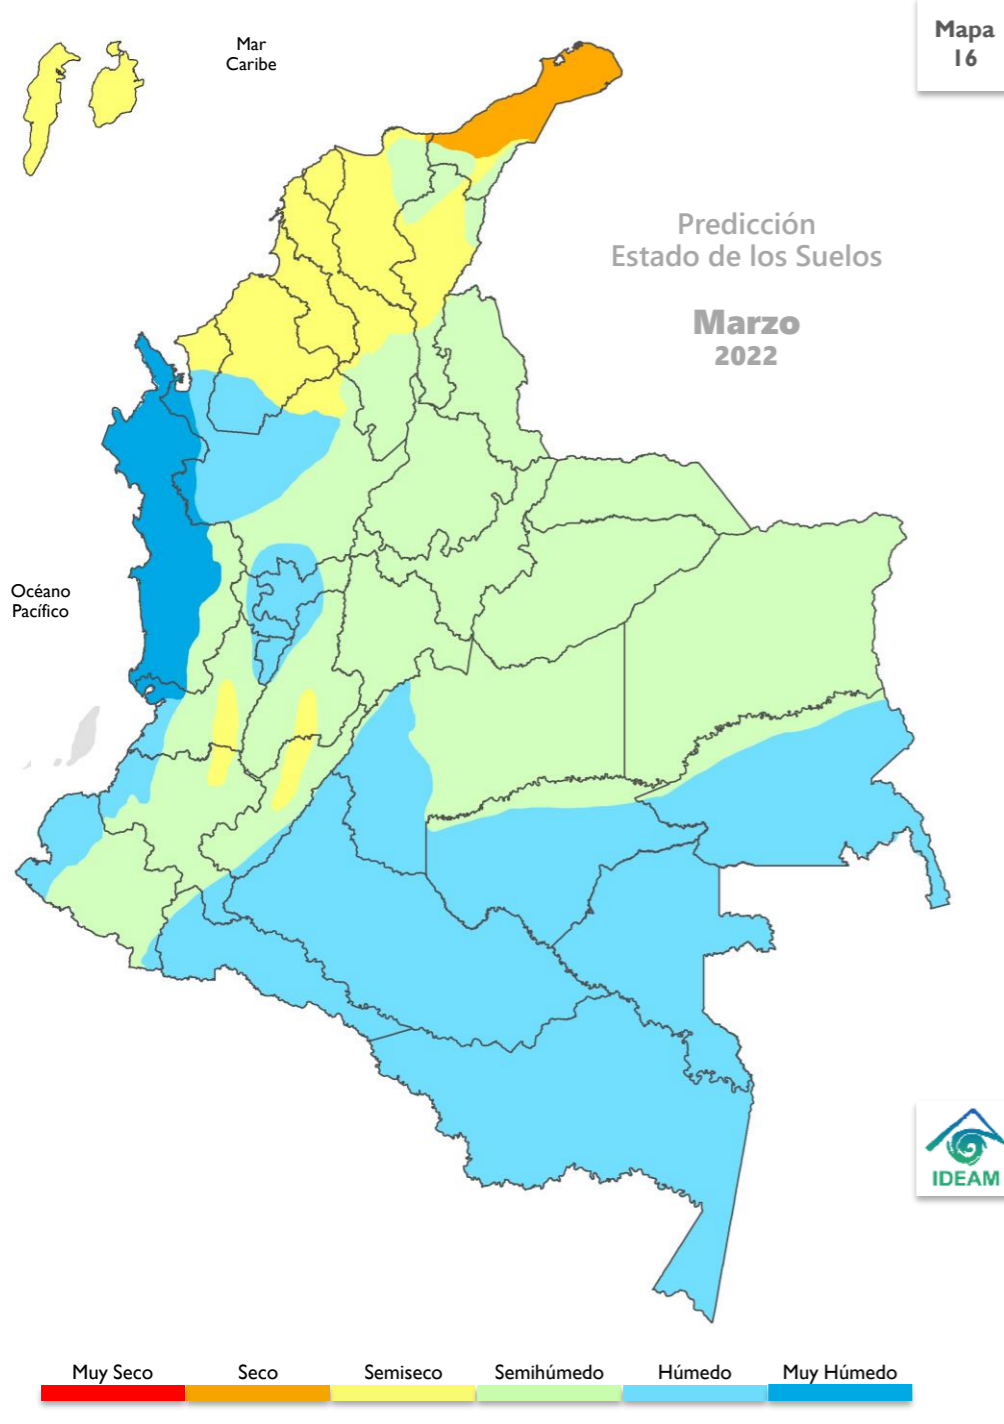 Mapa
16
Mar
Caribe
Predicción
Estado de los Suelos
Marzo
2022
Océano
Pacífico
IDEAM
Muy Seco
Seco
Semiseco
Semihúmedo
Húmedo
Muy Húmedo